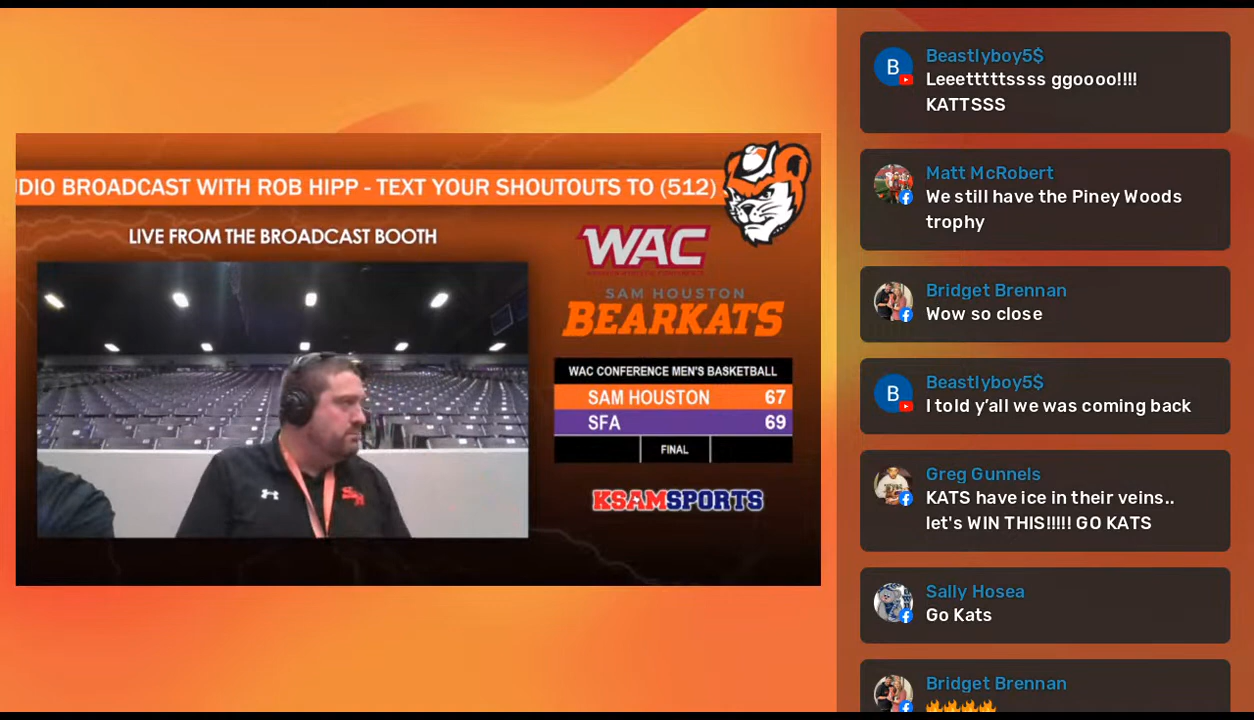 DIO BROADCAST WITH ROB HIPP - TEXT YOUR SHOUTOUTS TO (512)
LIVE FROM THE BROADCAST BOOTH
WAC
SAM HOUSTON
BEARKATS
WAC CONFERENCE MEN'S BASKETBALL
SAM HOUSTON 67
SFA 69
FINAL
KSAMSPORTS
B
Beastlyboy5$
Leeettttttssss ggoooo!!!!
KATTSSS
Matt McRobert
We still have the Piney Woods
trophy
Bridget Brennan
Wow so close
B
Beastlyboy5$
I told y’all we was coming back
Greg Gunnels
KATS have ice in their veins..
let's WIN THIS!!!!! GO KATS
Sally Hosea
Go Kats
Bridget Brennan
🔥🔥🔥🔥